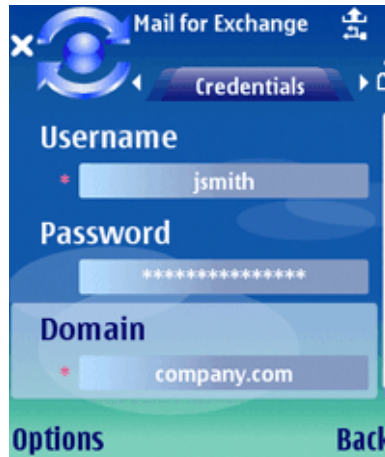 Mail for Exchange
Credentials
Username
* jsmith
Password
***************
Domain
* company.com
Options Back